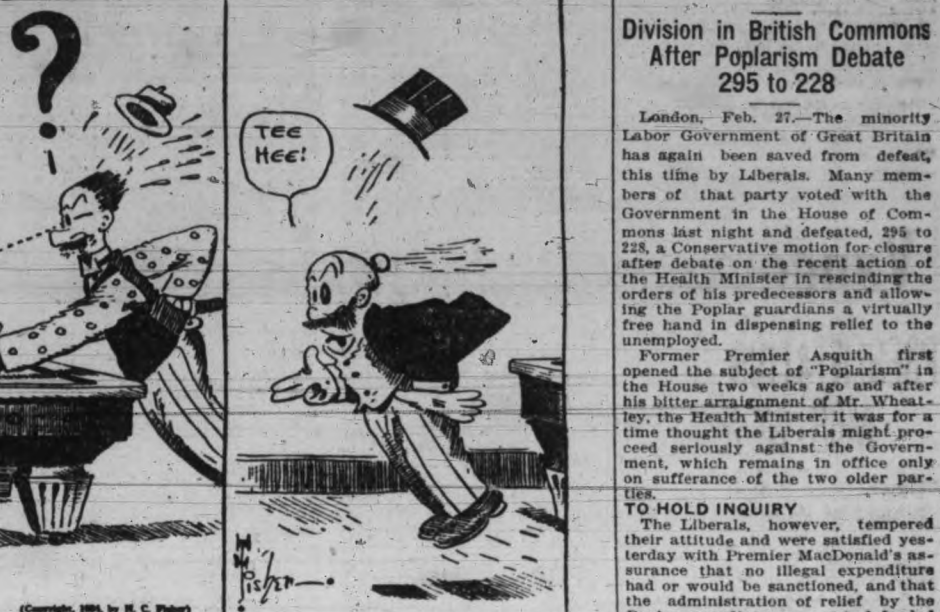 ?
TEE
HEE!
(Copyright, 1924, by H. C. Fisher)
Division in British Commons
After Poplarism Debate
295 to 228
London, Feb. 27.—The minority
Labor Government of Great Britain
has again been saved from defeat,
this time by Liberals. Many mem-
bers of that party voted with the
Government in the House of Com-
mons last night and defeated, 295 to
228, a Conservative motion for closure
after debate on the recent action of
the Health Minister in rescinding the
orders of his predecessors and allow-
ing the Poplar guardians a virtually
free hand in dispensing relief to the
unemployed.
Former Premier Asquith first
opened the subject of "Poplarism" in
the House two weeks ago and after
his bitter arraignment of Mr. Wheat-
ley, the Health Minister, it was for a
time thought the Liberals might pro-
ceed seriously against the Govern-
ment, which remains in office only
on sufferance of the two older par-
ties.
TO HOLD INQUIRY
The Liberals, however, tempered
their attitude and were satisfied yes-
terday with Premier MacDonald's as-
surance that no illegal expenditure
had or would be sanctioned, and that
the administration of relief by the